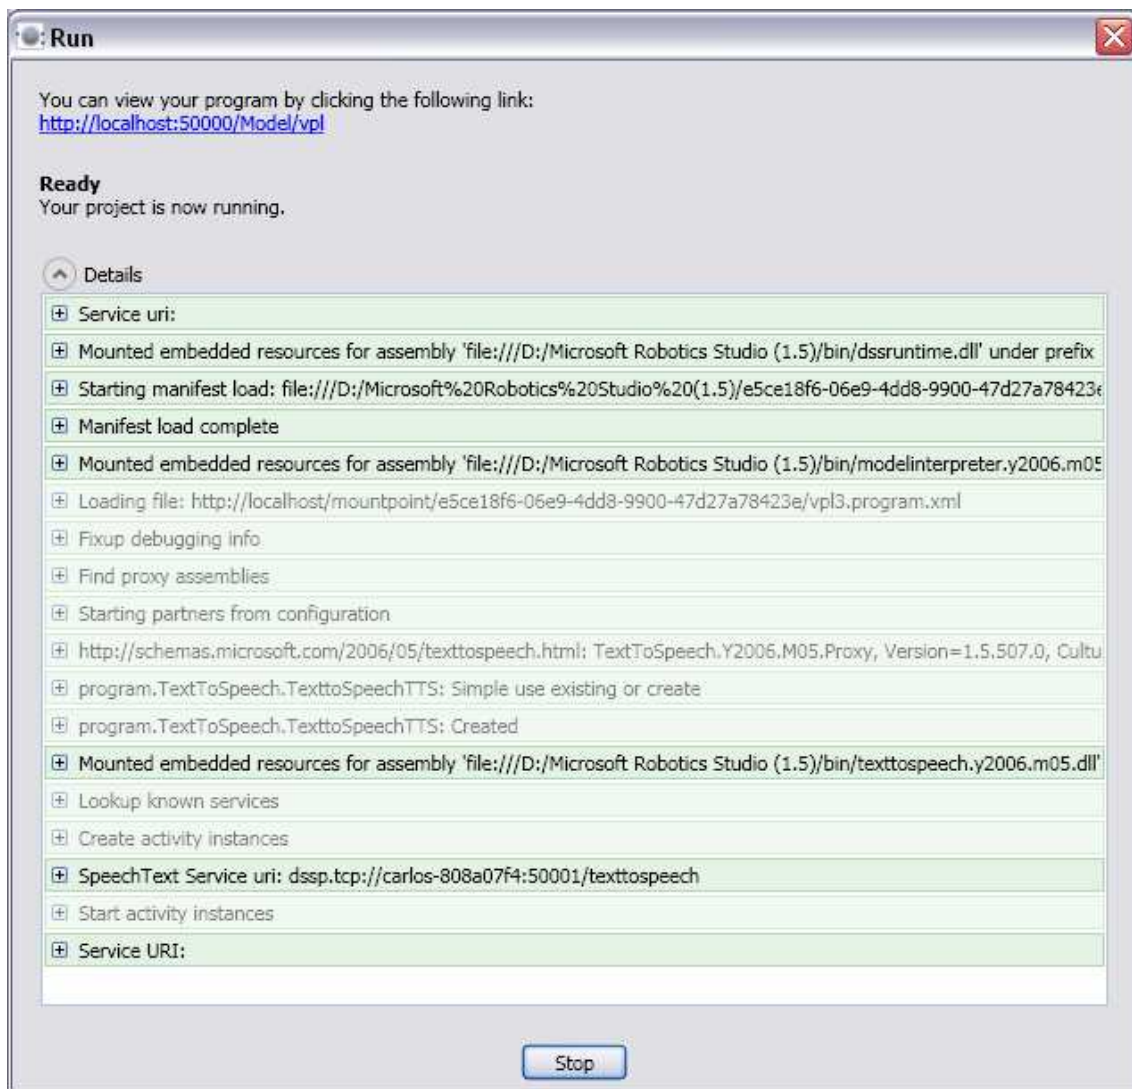 Run
You can view your program by clicking the following link:
http://localhost:50000/Model/vpl
Ready
Your project is now running.
Details
Service uri:
Mounted embedded resources for assembly 'file:///D:/Microsoft Robotics Studio (1.5)/bin/dssruntime.dll' under prefix
Starting manifest load: file:///D:/Microsoft%20Robotics%20Studio%20(1.5)/e5ce18f6-06e9-4dd8-9900-47d27a78423e
Manifest load complete
Mounted embedded resources for assembly 'file:///D:/Microsoft Robotics Studio (1.5)/bin/modelinterpreter.y2006.m05
Loading file: http://localhost/mountpoint/e5ce18f6-06e9-4dd8-9900-47d27a78423e/vpl3.program.xml
Fixup debugging info
Find proxy assemblies
Starting partners from configuration
http://schemas.microsoft.com/2006/05/texttospeech.html: TextToSpeech.Y2006.M05.Proxy, Version=1.5.507.0, Cultu
program.TextToSpeech.TexttoSpeechTTS: Simple use existing or create
program.TextToSpeech.TexttoSpeechTTS: Created
Mounted embedded resources for assembly 'file:///D:/Microsoft Robotics Studio (1.5)/bin/texttospeech.y2006.m05.dll'
Lookup known services
Create activity instances
SpeechText Service uri: dssp.tcp://carlos-808a07f4:50001/texttospeech
Start activity instances
Service URI:
Stop